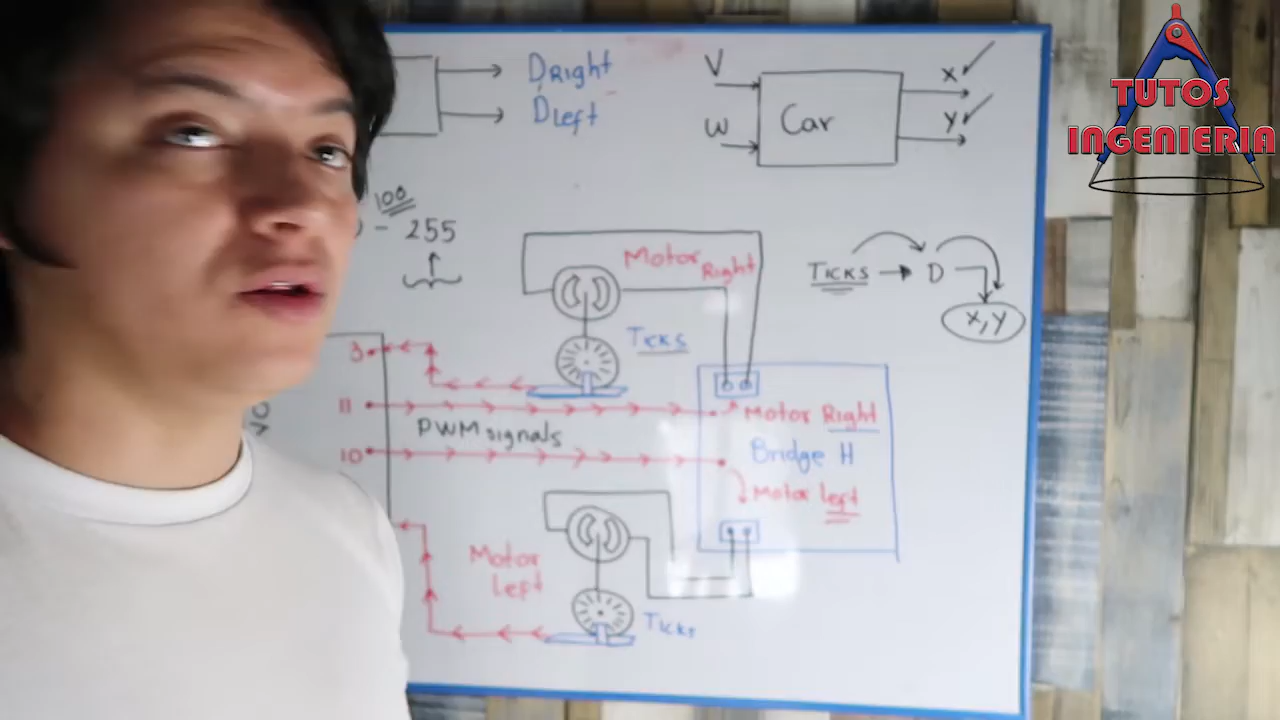 DRight
DLeft
V
W
Car
X
Y
TUTOS
INGENIERIA
100
- 255
Motor
Right
Ticks → D
X,Y
Ticks
3
11
PWM signals
10
Motor Right
Bridge H
Motor left
Motor
Left
Ticks